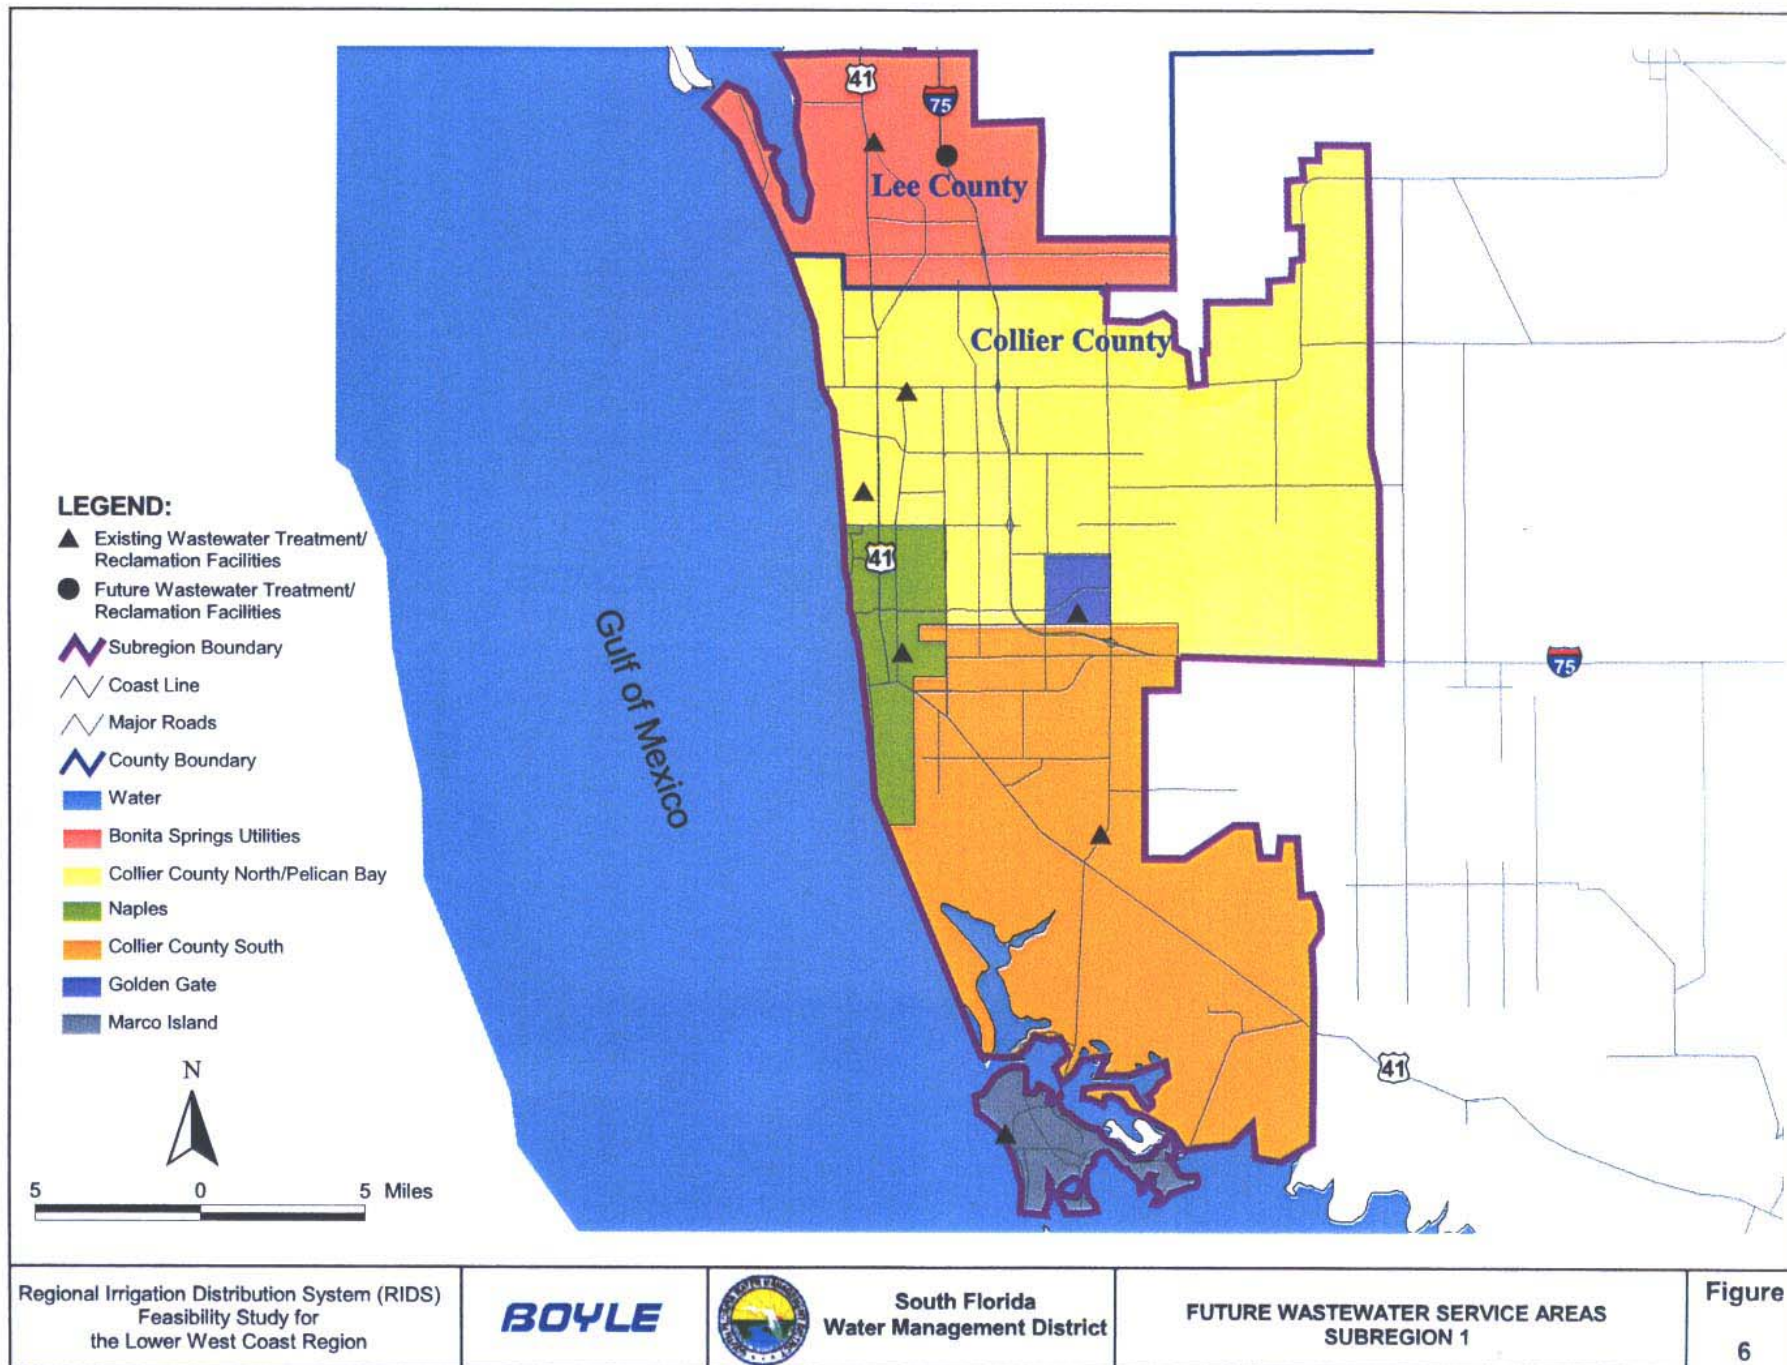 41
75
Lee County
Collier County
41
Gulf of Mexico
75
41
LEGEND:
Existing Wastewater Treatment/
Reclamation Facilities
Future Wastewater Treatment/
Reclamation Facilities
Subregion Boundary
Coast Line
Major Roads
County Boundary
Water
Bonita Springs Utilities
Collier County North/Pelican Bay
Naples
Collier County South
Golden Gate
Marco Island
N
5 0 5 Miles
Regional Irrigation Distribution System (RIDS)
Feasibility Study for
the Lower West Coast Region
BOYLE
South Florida
Water Management District
FUTURE WASTEWATER SERVICE AREAS
SUBREGION 1
Figure
6